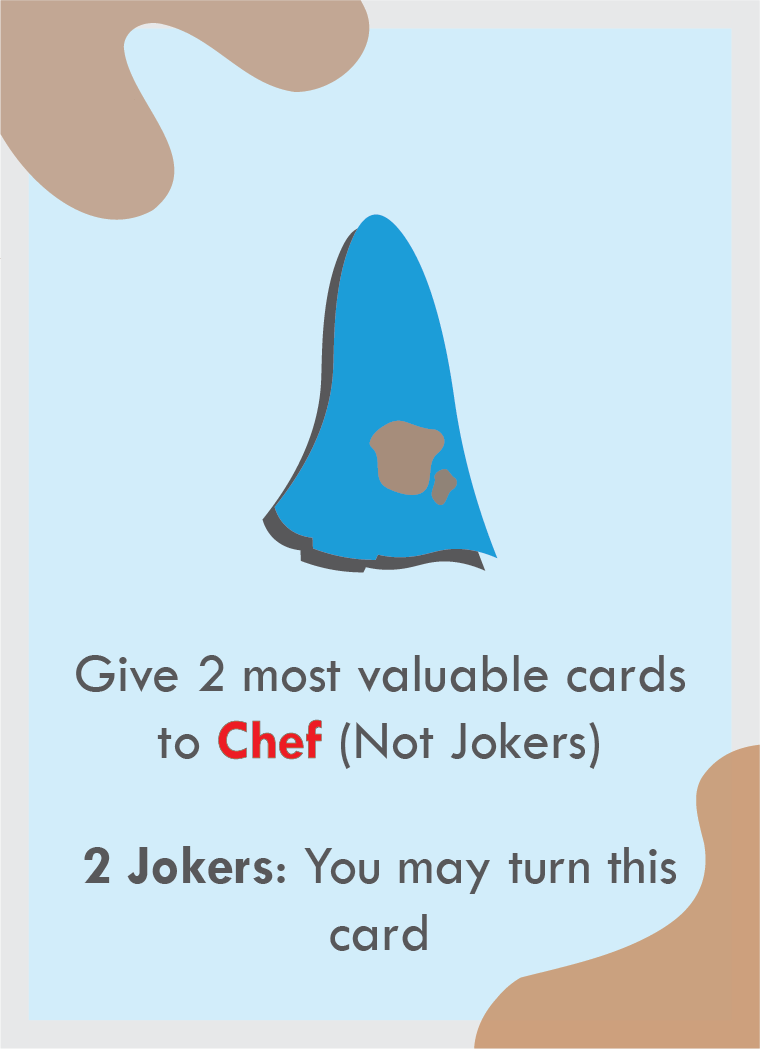 Give 2 most valuable cards
to Chef (Not Jokers)
2 Jokers: You may turn this
card